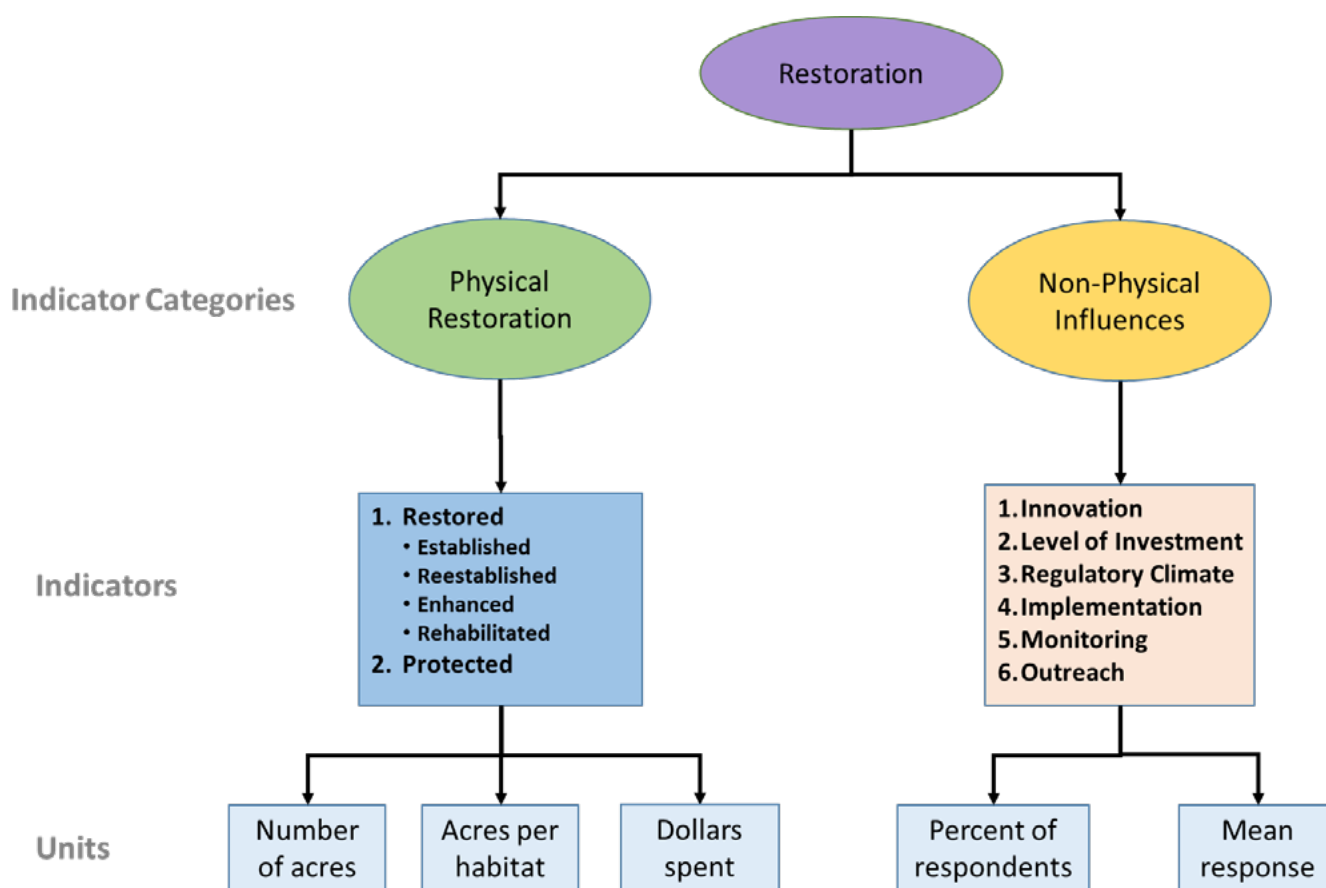 Restoration
Indicator Categories
Physical
Restoration
Non-Physical
Influences
Indicators
1. Restored
• Established
• Reestablished
• Enhanced
• Rehabilitated
2. Protected
1.Innovation
2.Level of Investment
3.Regulatory Climate
4.Implementation
5.Monitoring
6.Outreach
Units
Number
of acres
Acres per
habitat
Dollars
spent
Percent of
respondents
Mean
response